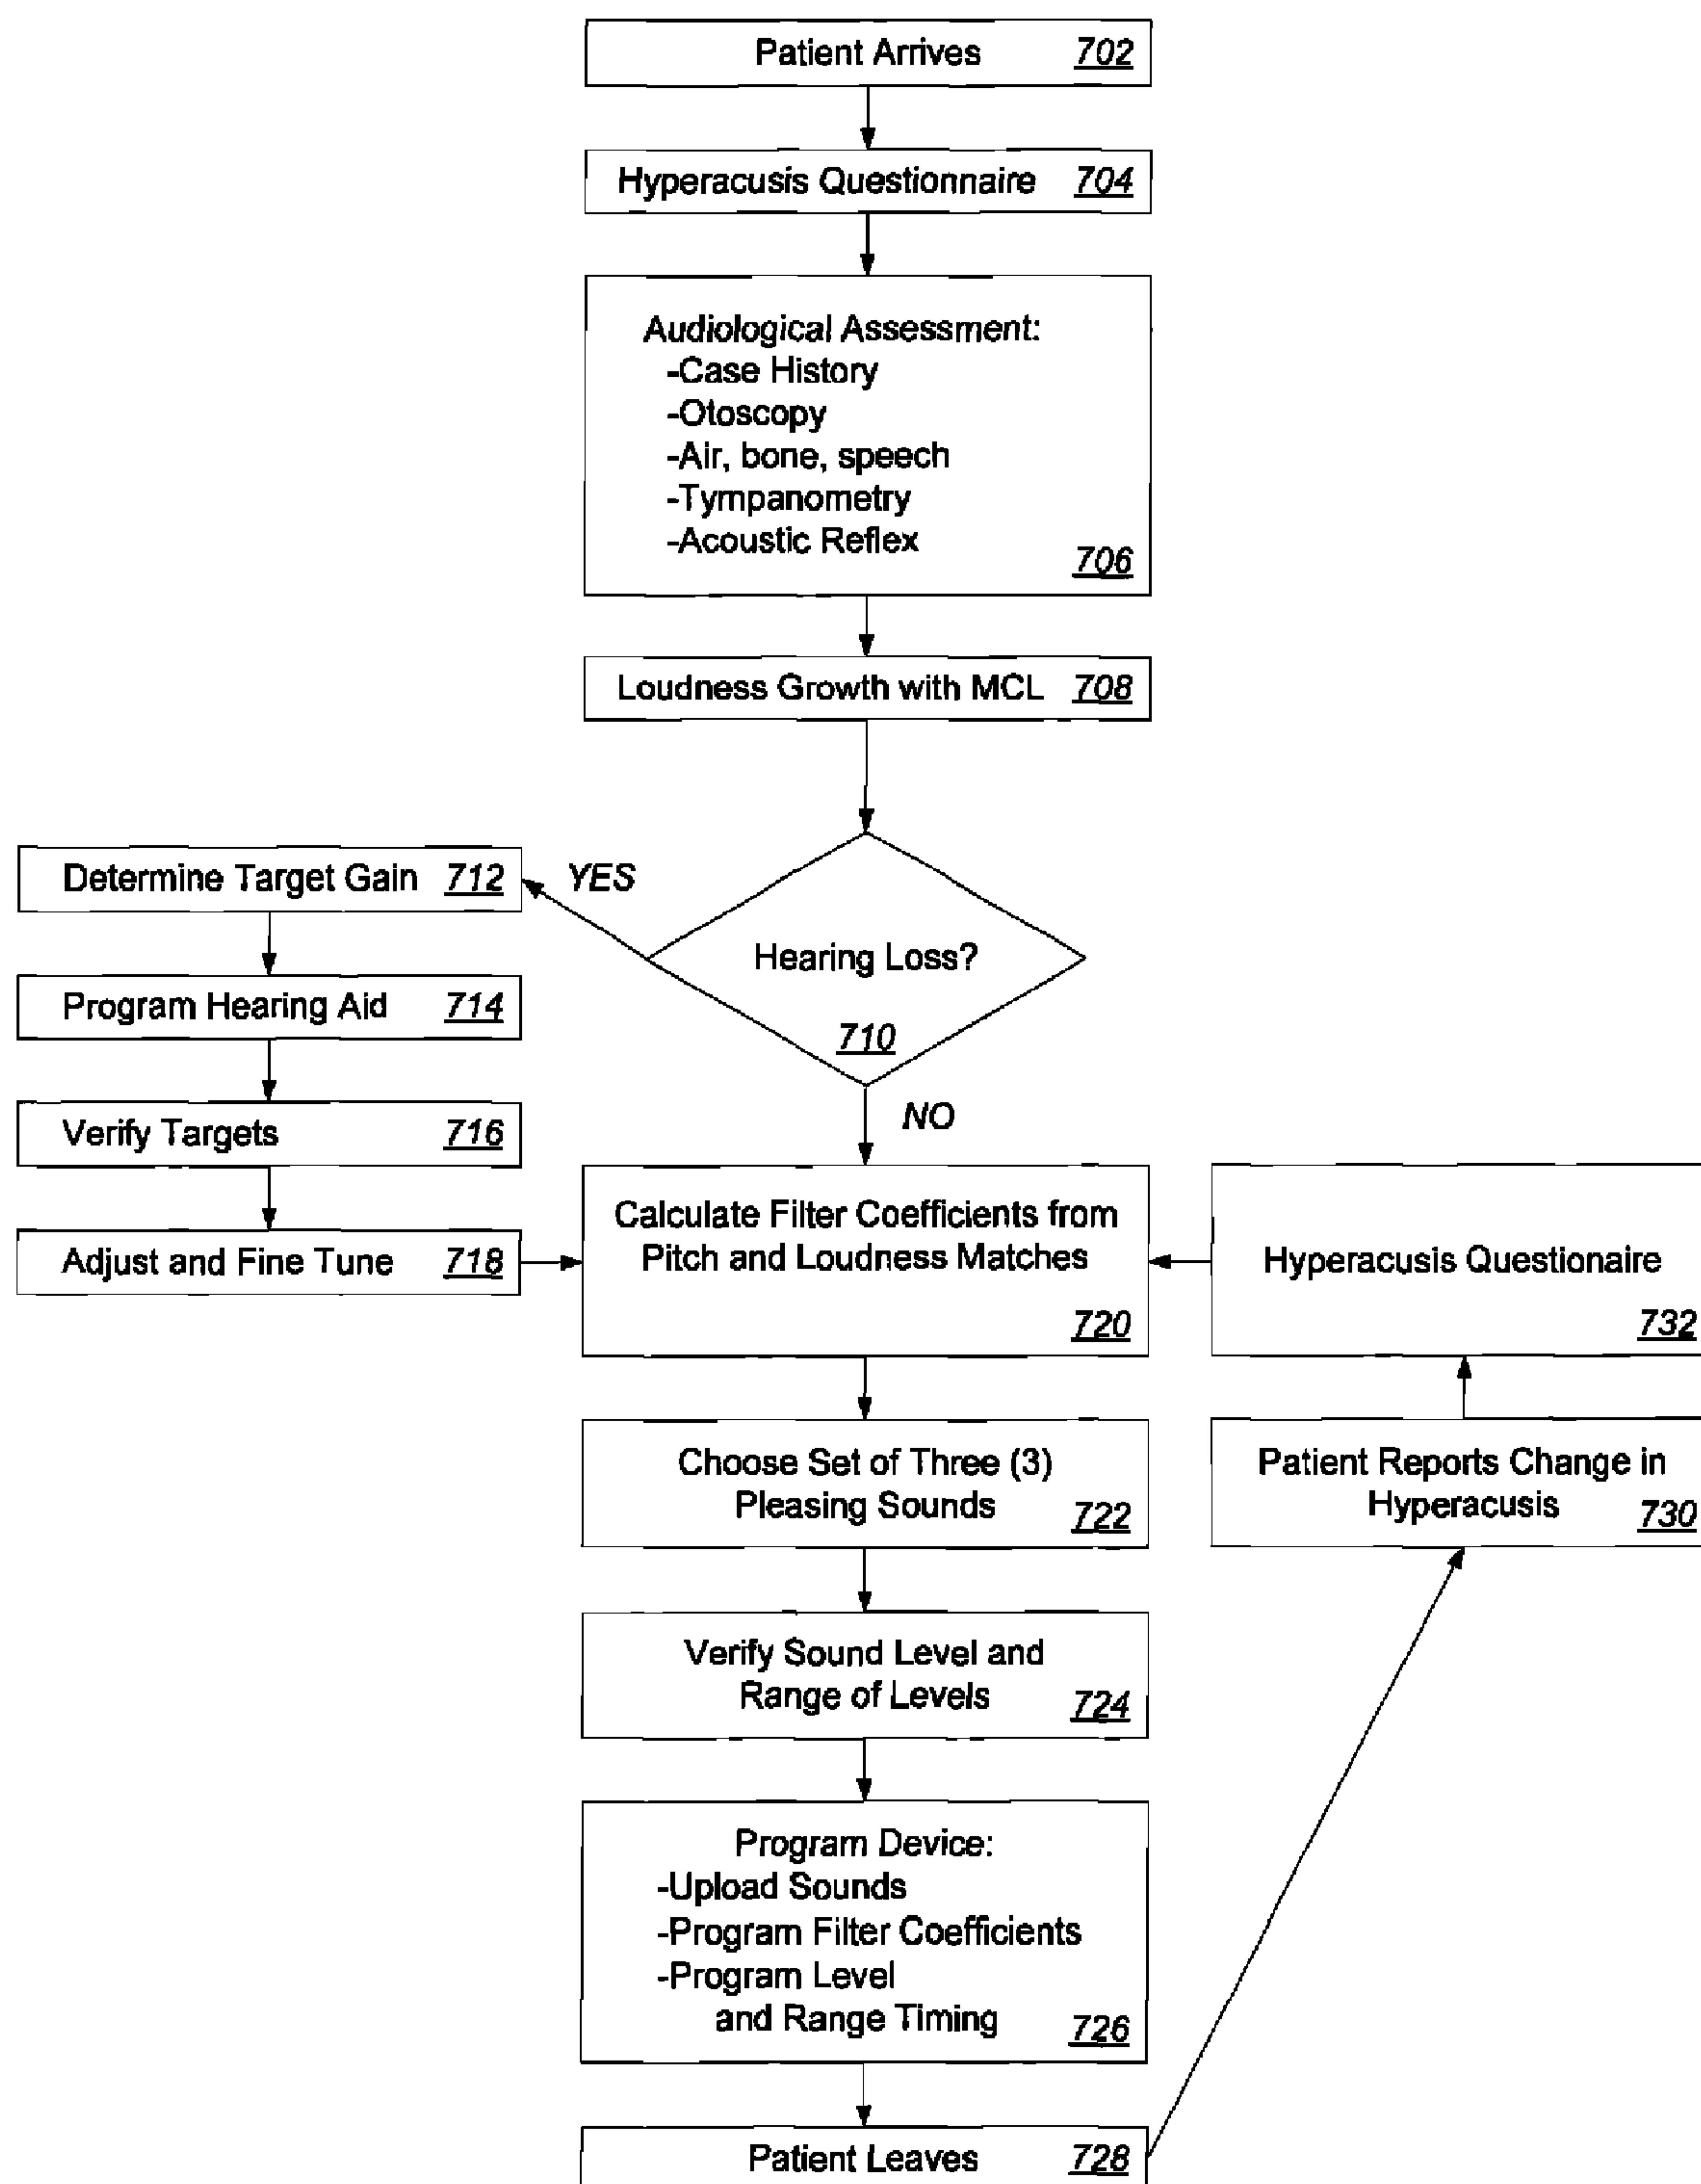 Patient Arrives 702
Hyperacusis Questionnaire 704
Audiological Assessment:
-Case History
-Otoscopy
-Air, bone, speech
-Tympanometry
-Acoustic Reflex
706
Loudness Growth with MCL 708
Hearing Loss?
710
YES
NO
Determine Target Gain 712
Program Hearing Aid 714
Verify Targets 716
Adjust and Fine Tune 718
Calculate Filter Coefficients from
Pitch and Loudness Matches
720
Hyperacusis Questionaire
732
Choose Set of Three (3)
Pleasing Sounds 722
Patient Reports Change in
Hyperacusis 730
Verify Sound Level and
Range of Levels 724
Program Device:
-Upload Sounds
-Program Filter Coefficients
-Program Level
and Range Timing 726
Patient Leaves 728